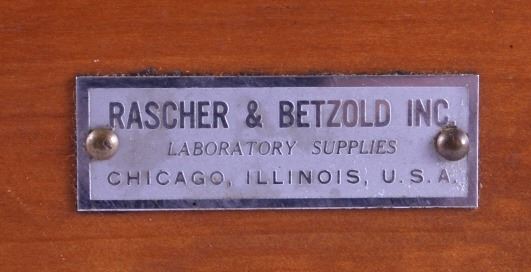 RASCHER & BETZOLD INC.
LABORATORY SUPPLIES
CHICAGO, ILLINOIS, U.S.A.